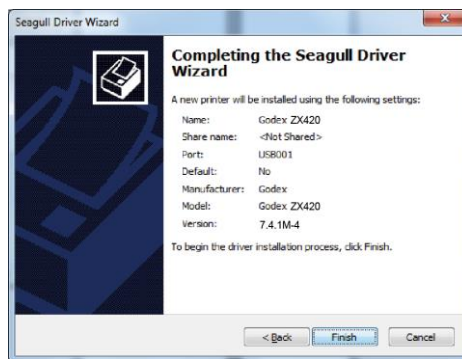 Seagull Driver Wizard
Completing the Seagull Driver
Wizard
A new printer will be installed using the following settings:
Name: Godex ZX420
Share name: <Not Shared>
Port: USB001
Default: No
Manufacturer: Godex
Model: Godex ZX420
Version: 7.4.1M-4
To begin the driver installation process, click Finish.
< Back Finish Cancel